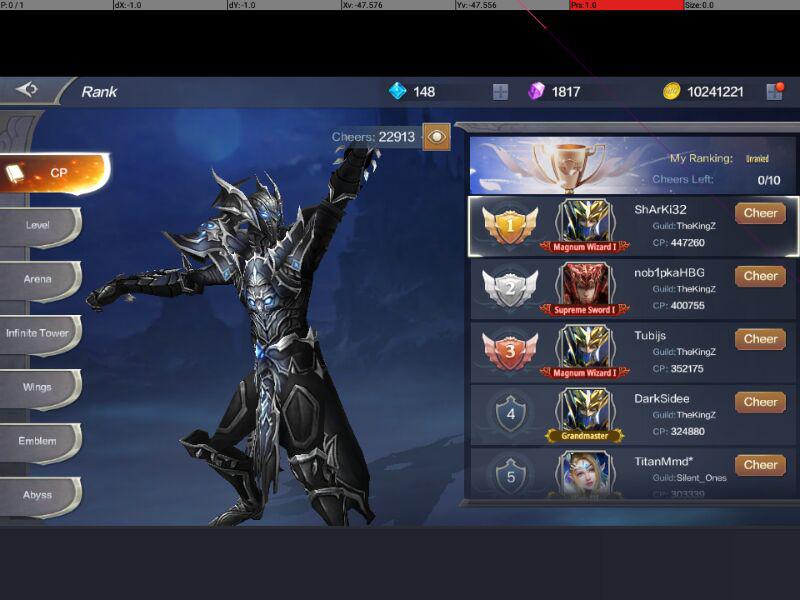 P: 0 / 1
dX: -1.0
dY: -1.0
Xv: -47.576
Yv: -47.556
Prs: 1.0
Size: 0.0
Rank
148
1817
10241221
Cheers: 22913
CP
Level
Arena
Infinite Tower
Wings
Emblem
Abyss
My Ranking: Unranked
Cheers Left: 0/10
1
Magnum Wizard I
ShArKi32
Guild:TheKingZ
CP: 447260
Cheer
2
Supreme Sword I
nob1pkaHBG
Guild:TheKingZ
CP: 400755
Cheer
3
Magnum Wizard I
Tubijs
Guild:TheKingZ
CP: 352175
Cheer
4
Grandmaster
DarkSidee
Guild:TheKingZ
CP: 324880
Cheer
5
TitanMmd*
Guild:Silent_Ones
CP: 303339
Cheer